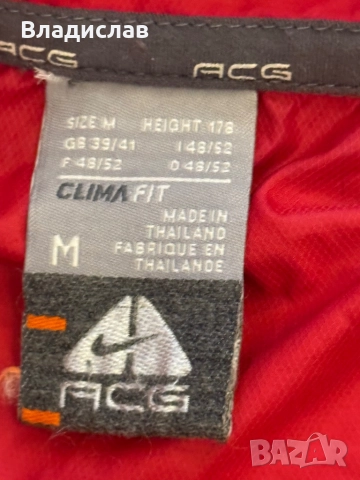 Владислав
ACG
ACG
SIZE M HEIGHT 178
GB 39/41 I 48/52
F 48/52 D 48/52
CLIMA FIT
M
MADE IN
THAILAND
FABRIQUE EN
THAILANDE
ACG
BAZAR